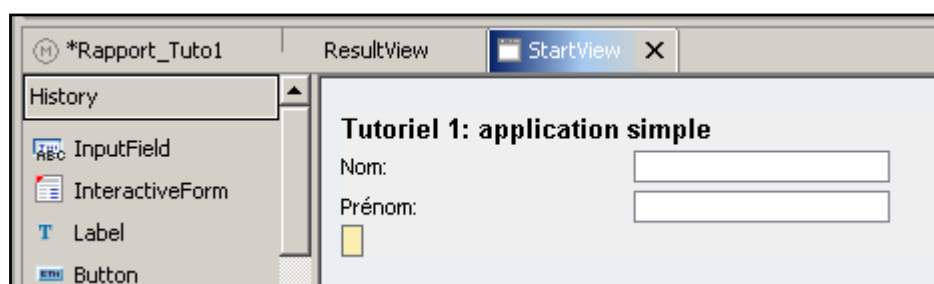 *Rapport_Tuto1 ResultView StartView
History
InputField
InteractiveForm
Label
Button
Tutoriel 1: application simple
Nom:
Prénom: